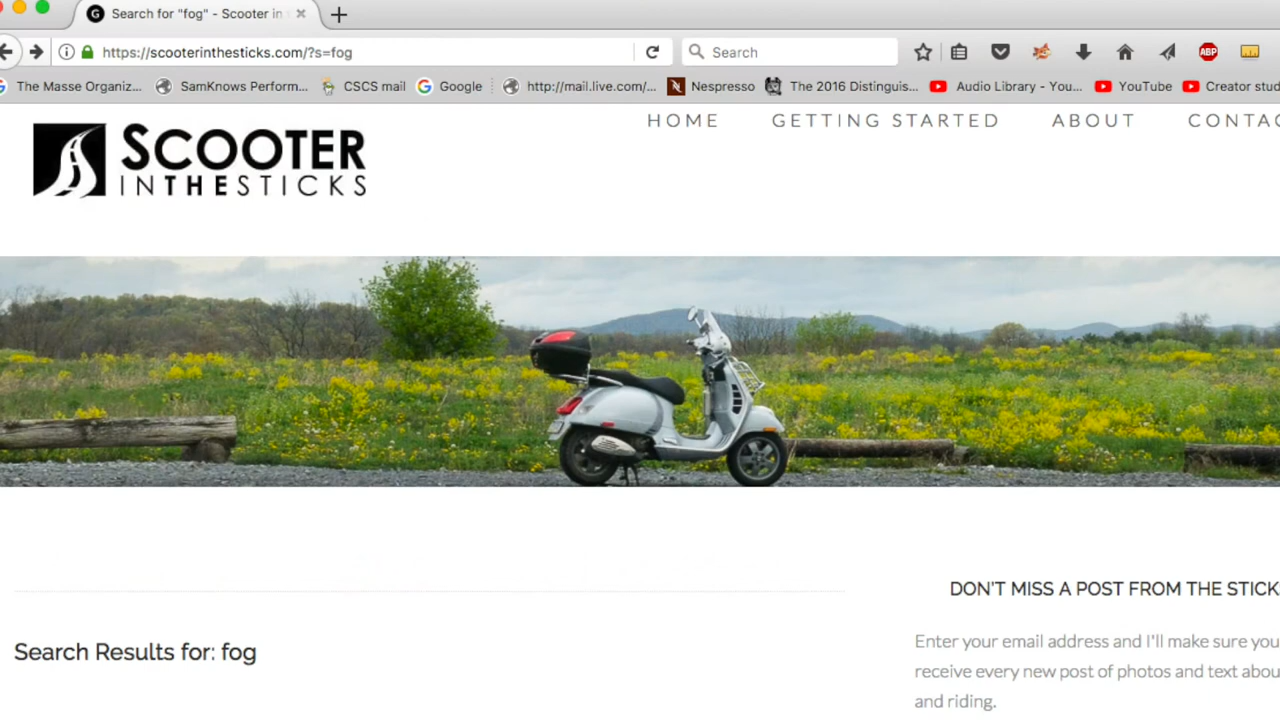 Search for "fog" - Scooter in
https://scooterinthesticks.com/?s=fog
Search
ABP
The Masse Organiz...
SamKnows Perform...
CSCS mail
Google
http://mail.live.com/...
Nespresso
The 2016 Distinguis...
Audio Library - You...
YouTube
Creator stud
HOME
GETTING STARTED
ABOUT
CONTAC
SCOOTER
INTHESTICKS
DON'T MISS A POST FROM THE STICK
Enter your email address and I'll make sure you
receive every new post of photos and text abou
and riding.
Search Results for: fog